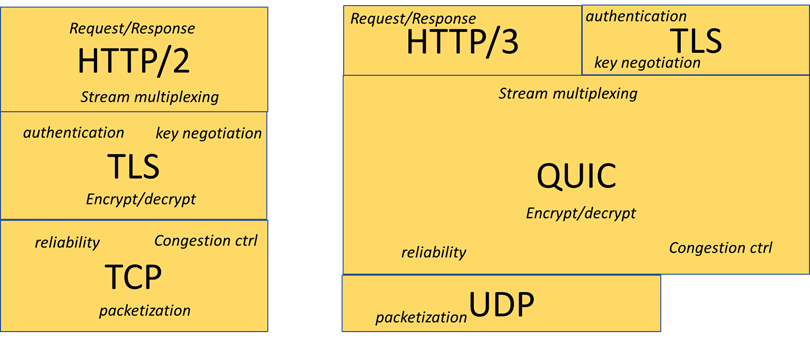 Request/Response
HTTP/2
Stream multiplexing
authentication key negotiation
TLS
Encrypt/decrypt
reliability Congestion ctrl
TCP
packetization
Request/Response
HTTP/3
authentication
TLS
key negotiation
Stream multiplexing
QUIC
Encrypt/decrypt
reliability Congestion ctrl
UDP
packetization